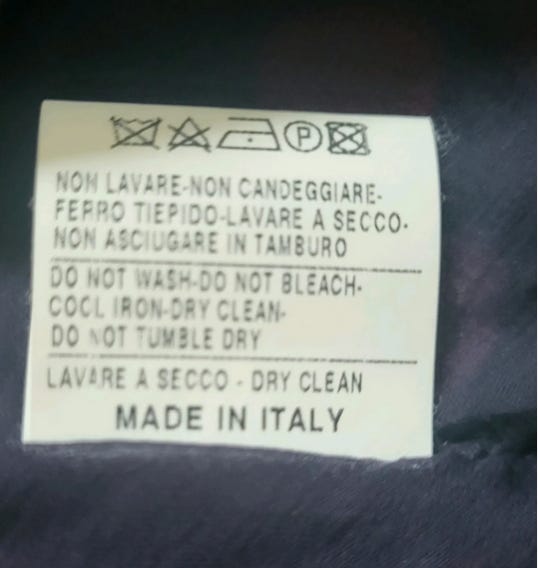 P
NON LAVARE-NON CANDEGGIARE-
FERRO TIEPIDO-LAVARE A SECCO-
NON ASCIUGARE IN TAMBURO
DO NOT WASH-DO NOT BLEACH-
COOL IRON-DRY CLEAN-
DO NOT TUMBLE DRY
LAVARE A SECCO - DRY CLEAN
MADE IN ITALY